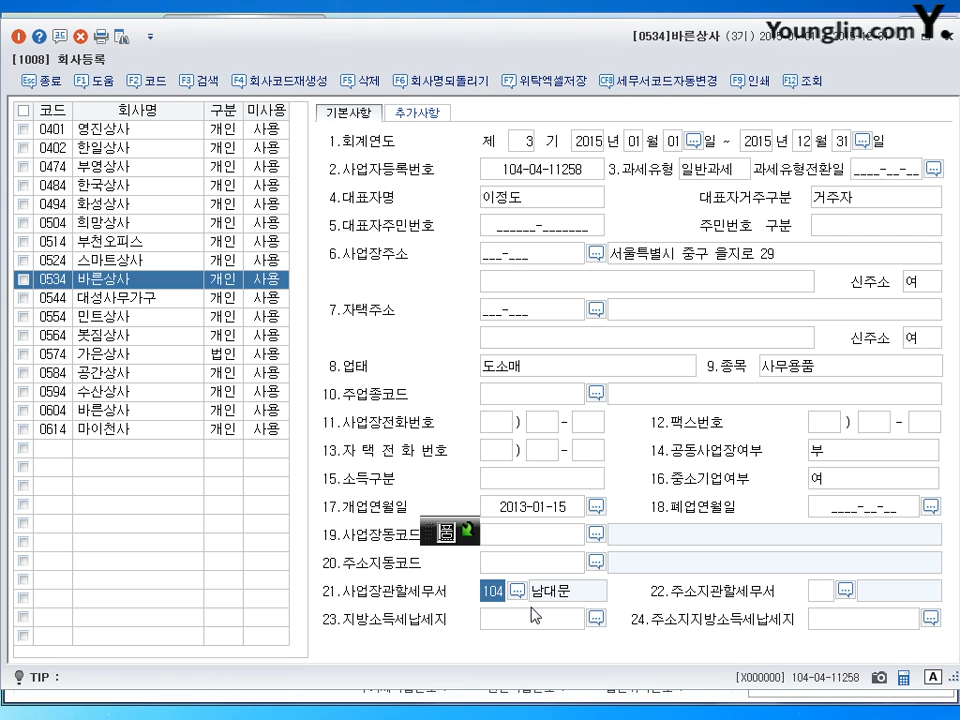 Younglin.com Y.
[0534]바른상사 (3기)
[1008] 회사등록
Esc 종료 F1 도움 F2 코드 F3 검색 F4 회사코드재생성 F5 삭제 F6 회사명되돌리기 F7 위탁엑셀저장 CF8 세무서코드자동변경 F9 인쇄 F12 조회
코드 회사명 구분 미사용
0401 영진상사 개인 사용
0402 한일상사 개인 사용
0474 부영상사 개인 사용
0484 한국상사 개인 사용
0494 화성상사 개인 사용
0504 희망상사 개인 사용
0514 부천오피스 개인 사용
0524 스마트상사 개인 사용
0534 바른상사 개인 사용
0544 대성사무가구 개인 사용
0554 민트상사 개인 사용
0564 봇짐상사 개인 사용
0574 가은상사 법인 사용
0584 공간상사 개인 사용
0594 수산상사 개인 사용
0604 바른상사 개인 사용
0614 마이천사 개인 사용
기본사항 추가사항
1.회계연도 제 3 기 2015 년 01 월 01 일 ~ 2015 년 12 월 31 일
2.사업자등록번호 104-04-11258 3.과세유형 일반과세 과세유형전환일 ____-__-__
4.대표자명 이정도 대표자거주구분 거주자
5.대표자주민번호 ______-_______ 주민번호 구분
6.사업장주소 ___-___ 서울특별시 중구 을지로 29
신주소 여
7.자택주소 ___-___
신주소 여
8.업태 도소매 9.종목 사무용품
10.주업종코드
11.사업장전화번호 ) - 12.팩스번호 ) -
13.자 택 전 화 번 호 ) - 14.공동사업장여부 부
15.소득구분 16.중소기업여부 여
17.개업연월일 2013-01-15 18.폐업연월일 ____-__-__
19.사업장동코드
20.주소지동코드
21.사업장관할세무서 104 남대문 22.주소지관할세무서
23.지방소득세납세지 24.주소지지방소득세납세지
TIP : [X000000] 104-04-11258 A